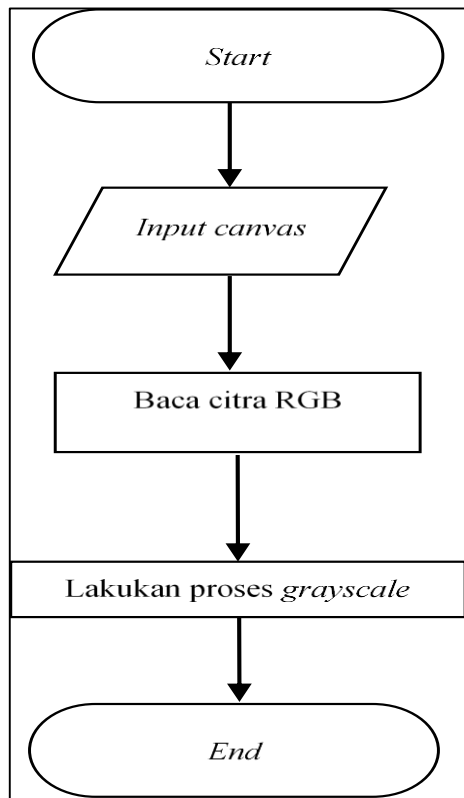 Start
Input canvas
Baca citra RGB
Lakukan proses grayscale
End